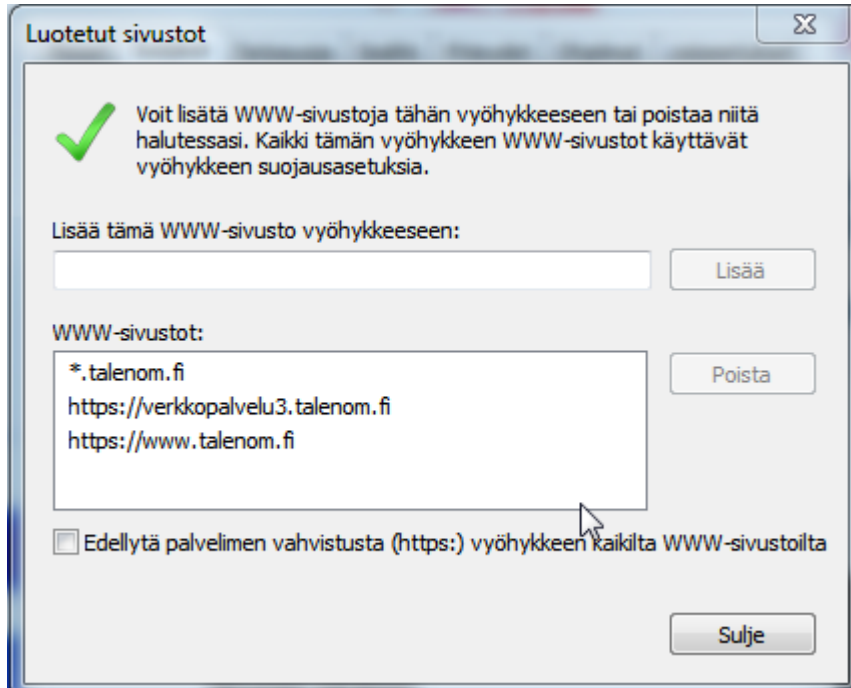 Luotetut sivustot
Voit lisätä WWW-sivustoja tähän vyöhykkeeseen tai poistaa niitä
halutessasi. Kaikki tämän vyöhykkeen WWW-sivustot käyttävät
vyöhykkeen suojausasetuksia.
Lisää tämä WWW-sivusto vyöhykkeeseen:
Lisää
WWW-sivustot:
*.talenom.fi
Poista
https://verkkopalvelu3.talenom.fi
https://www.talenom.fi
Edellytä palvelimen vahvistusta (https:) vyöhykkeen kaikilta WWW-sivustoilta
Sulje